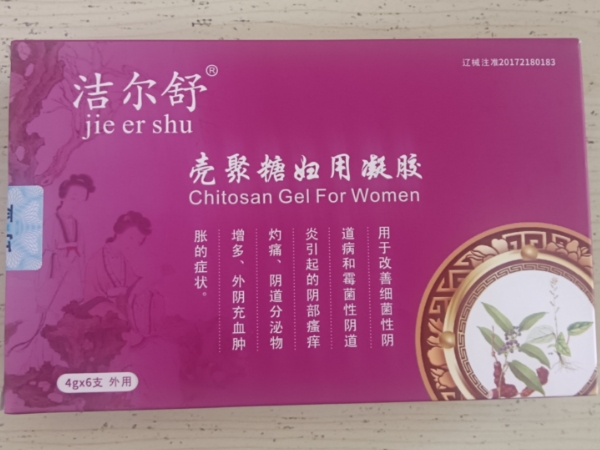 洁尔舒®
jie er shu
辽械注准20172180183
壳聚糖妇用凝胶
Chitosan Gel For Women
用于改善细菌性阴
道病和霉菌性阴道
炎引起的阴部瘙痒
灼痛、阴道分泌物
增多、外阴充血肿
胀的症状。
4gx6支 外用